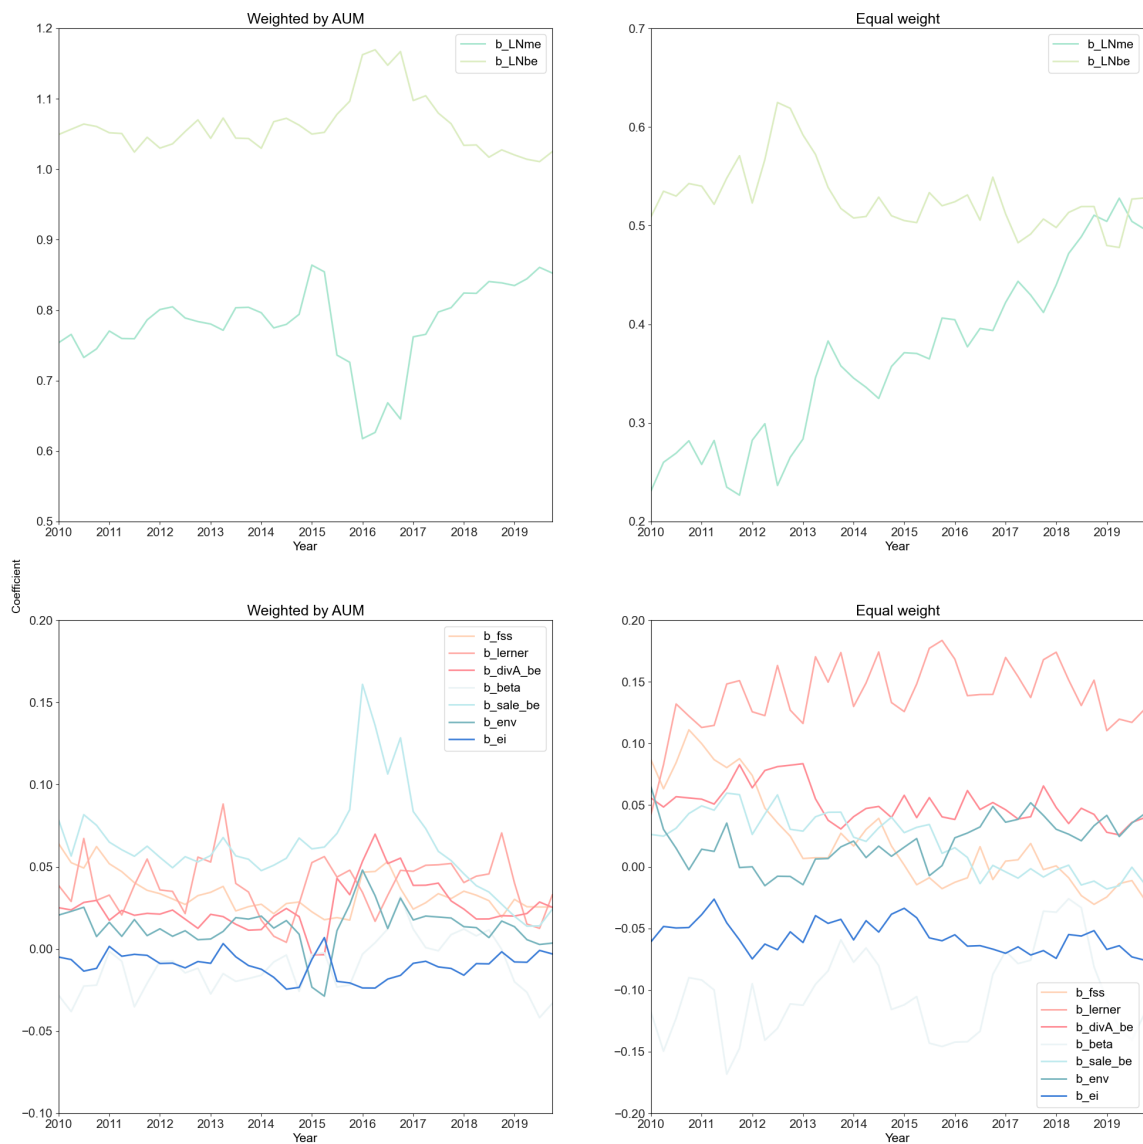 Weighted by AUM
1.2
1.1
1.0
0.9
0.8
0.7
0.6
0.5
b_LNme
b_LNbe
2010 2011 2012 2013 2014 2015 2016 2017 2018 2019
Year
Equal weight
0.7
0.6
0.5
0.4
0.3
0.2
b_LNme
b_LNbe
2010 2011 2012 2013 2014 2015 2016 2017 2018 2019
Year
Coefficient
Weighted by AUM
0.20
0.15
0.10
0.05
0.00
−0.05
−0.10
b_fss
b_lerner
b_divA_be
b_beta
b_sale_be
b_env
b_ei
2010 2011 2012 2013 2014 2015 2016 2017 2018 2019
Year
Equal weight
0.20
0.15
0.10
0.05
0.00
−0.05
−0.10
−0.15
−0.20
b_fss
b_lerner
b_divA_be
b_beta
b_sale_be
b_env
b_ei
2010 2011 2012 2013 2014 2015 2016 2017 2018 2019
Year